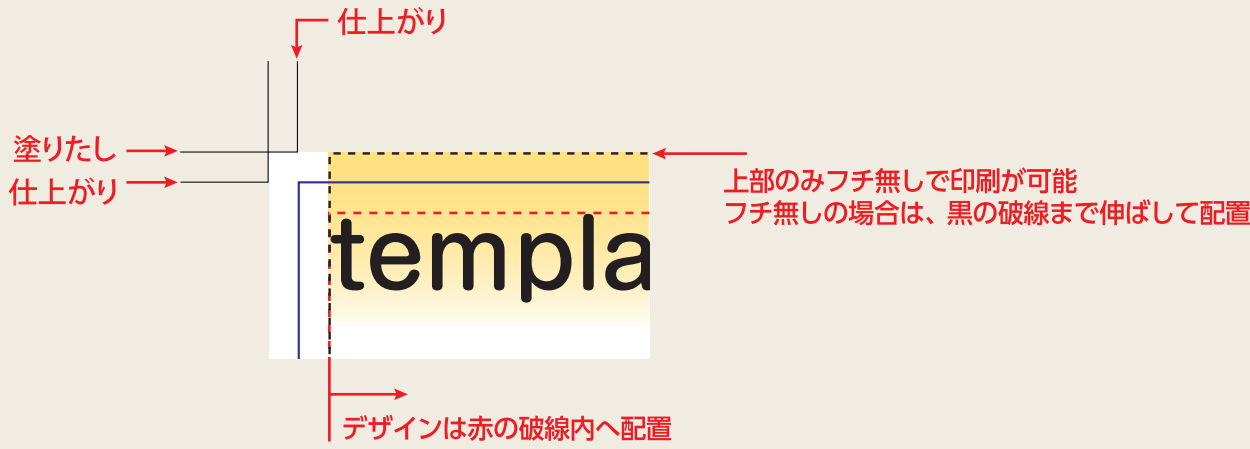 仕上がり
塗りたし
仕上がり
上部のみフチ無しで印刷が可能
フチ無しの場合は、黒の破線まで伸ばして配置
templa
デザインは赤の破線内へ配置